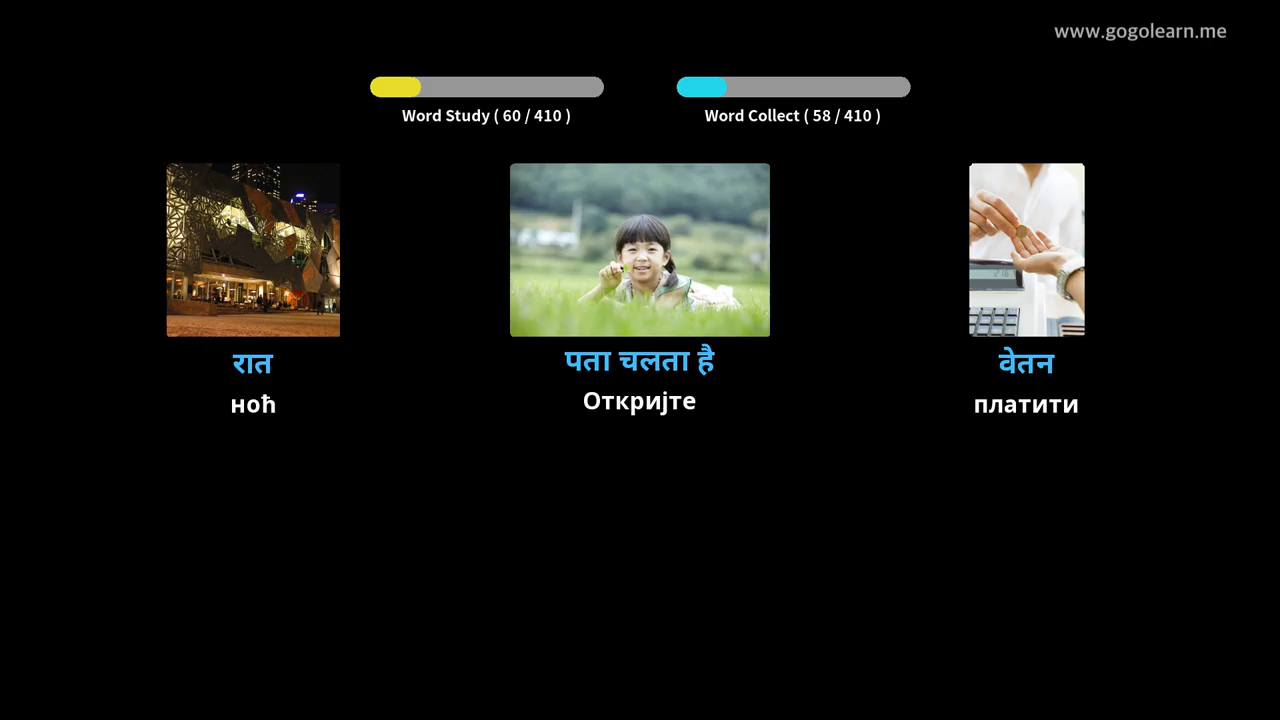 www.gogolearn.me
Word Study ( 60 / 410 )
Word Collect ( 58 / 410 )
रात
पता चलता है
वेतन
ноћ
Откријте
платити